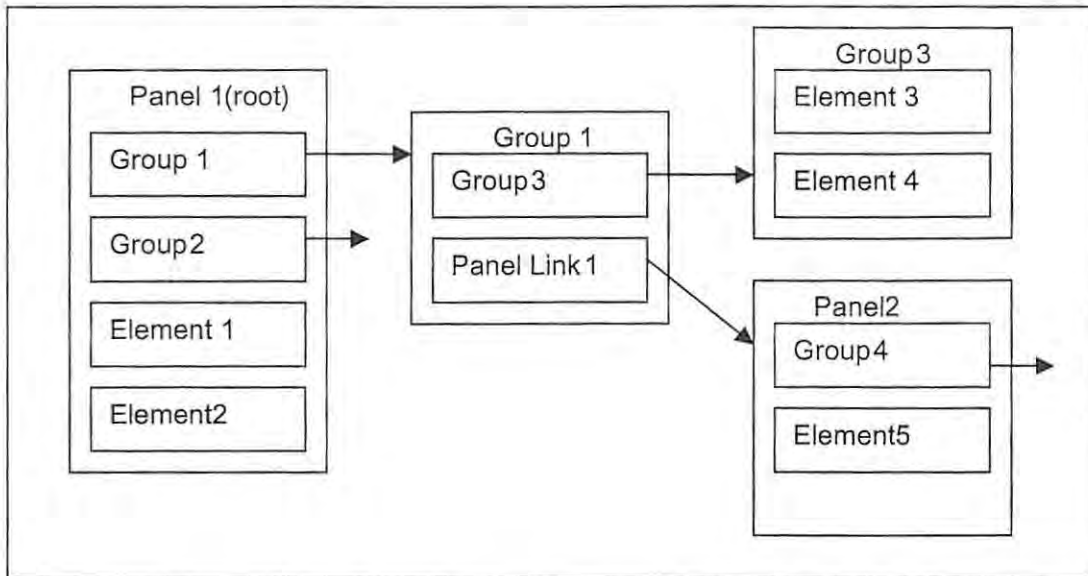 Panel 1(root)
Group 1
Group2
Element 1
Element2
Group 1
Group3
Panel Link1
Group3
Element 3
Element 4
Panel2
Group4
Element5